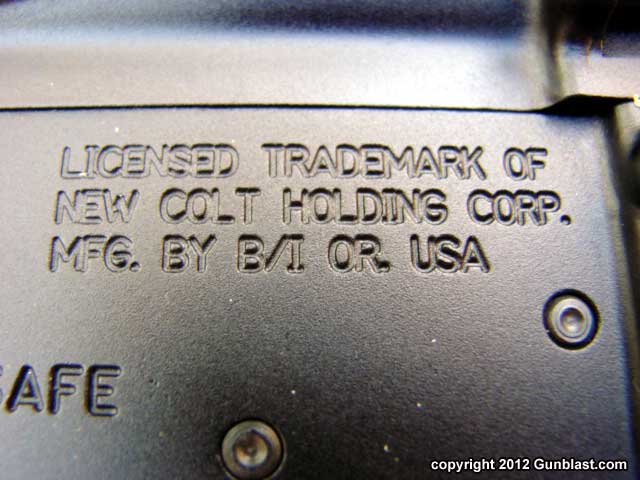 LICENSED TRADEMARK OF
NEW COLT HOLDING CORP.
MFG. BY B/I OR. USA
SAFE
copyright 2012 Gunblast.com